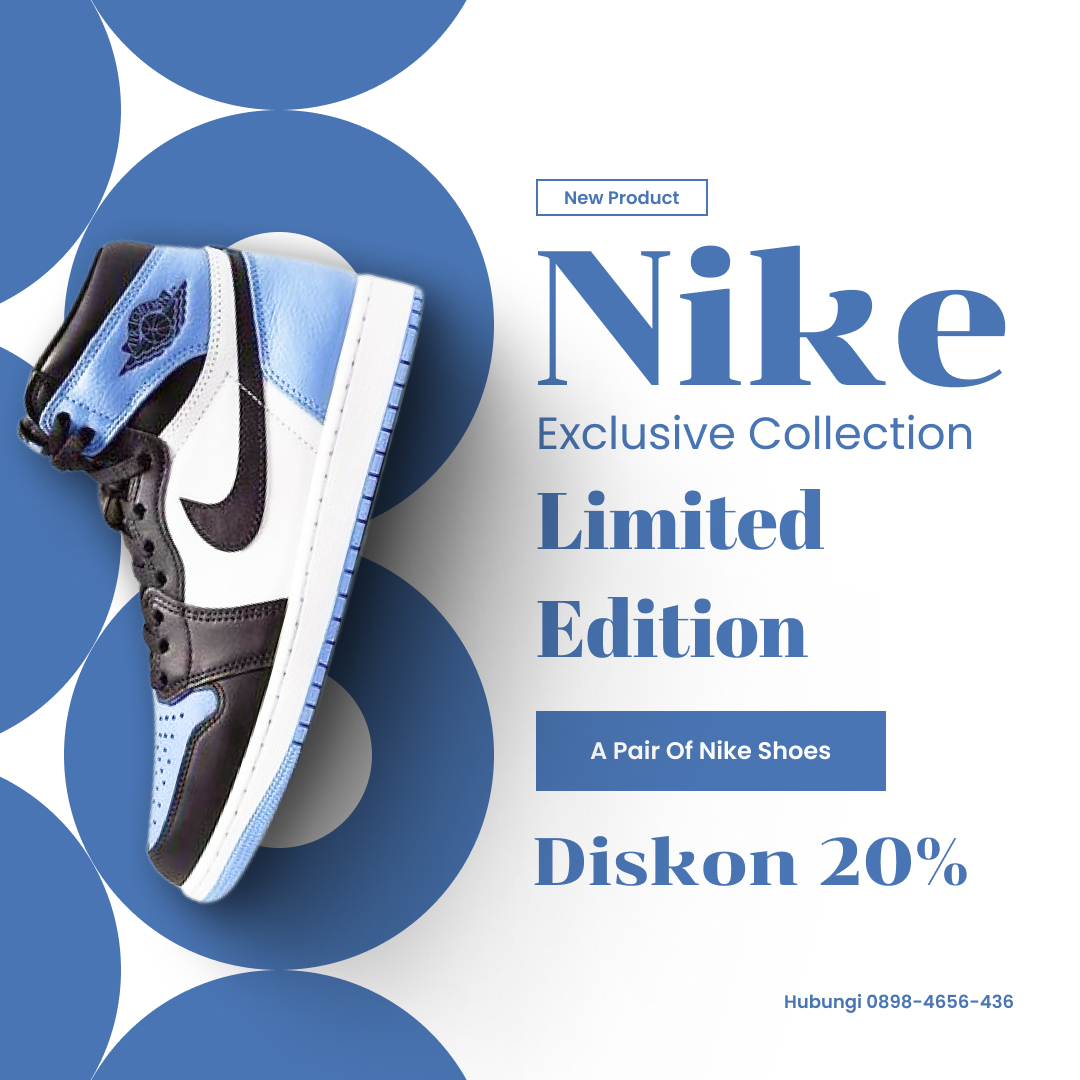 New Product
Nike
Exclusive Collection
Limited
Edition
A Pair Of Nike Shoes
Diskon 20%
Hubungi 0898-4656-436